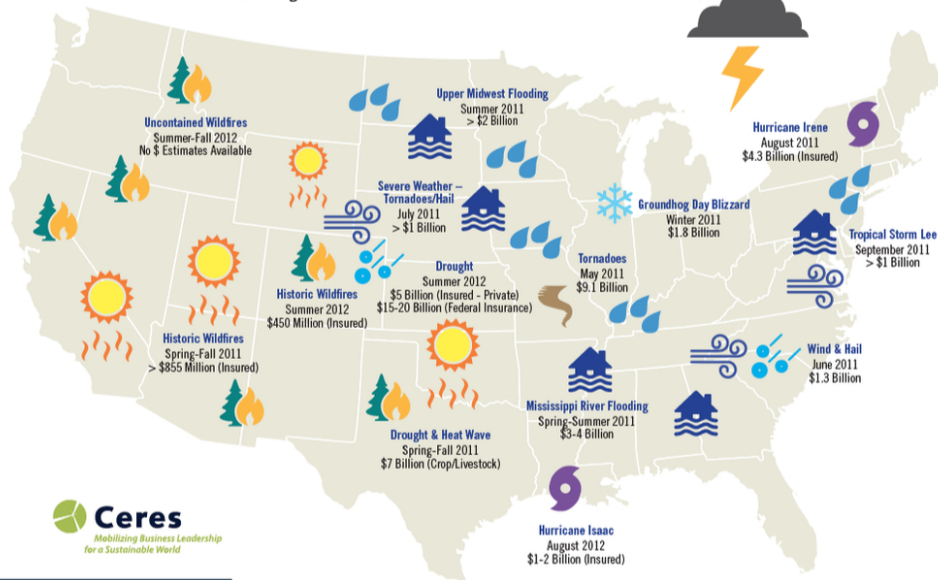 Upper Midwest Flooding
Summer 2011
> $2 Billion
Uncontained Wildfires
Summer-Fall 2012
No $ Estimates Available
Hurricane Irene
August 2011
$4.3 Billion (Insured)
Severe Weather –
Tornadoes/Hail
July 2011
> $1 Billion
Groundhog Day Blizzard
Winter 2011
$1.8 Billion
Tropical Storm Lee
September 2011
> $1 Billion
Drought
Summer 2012
$5 Billion (Insured - Private)
$15-20 Billion (Federal Insurance)
Tornadoes
May 2011
$9.1 Billion
Historic Wildfires
Summer 2012
$450 Million (Insured)
Historic Wildfires
Spring-Fall 2011
> $855 Million (Insured)
Wind & Hail
June 2011
$1.3 Billion
Mississippi River Flooding
Spring-Summer 2011
$3-4 Billion
Drought & Heat Wave
Spring-Fall 2011
$7 Billion (Crop/Livestock)
Hurricane Isaac
August 2012
$1-2 Billion (Insured)
Ceres
Mobilizing Business Leadership
for a Sustainable World